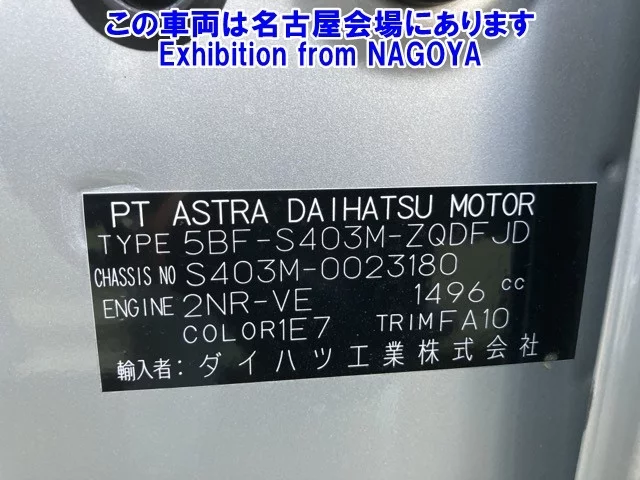 この車両は名古屋会場にあります
Exhibition from NAGOYA
PT ASTRA DAIHATSU MOTOR
TYPE 5BF-S403M-ZQDFJD
CHASSIS NO S403M-0023180
ENGINE 2NR-VE 1496 cc
COLOR 1E7 TRIM FA10
輸入者: ダイハツ工業株式会社